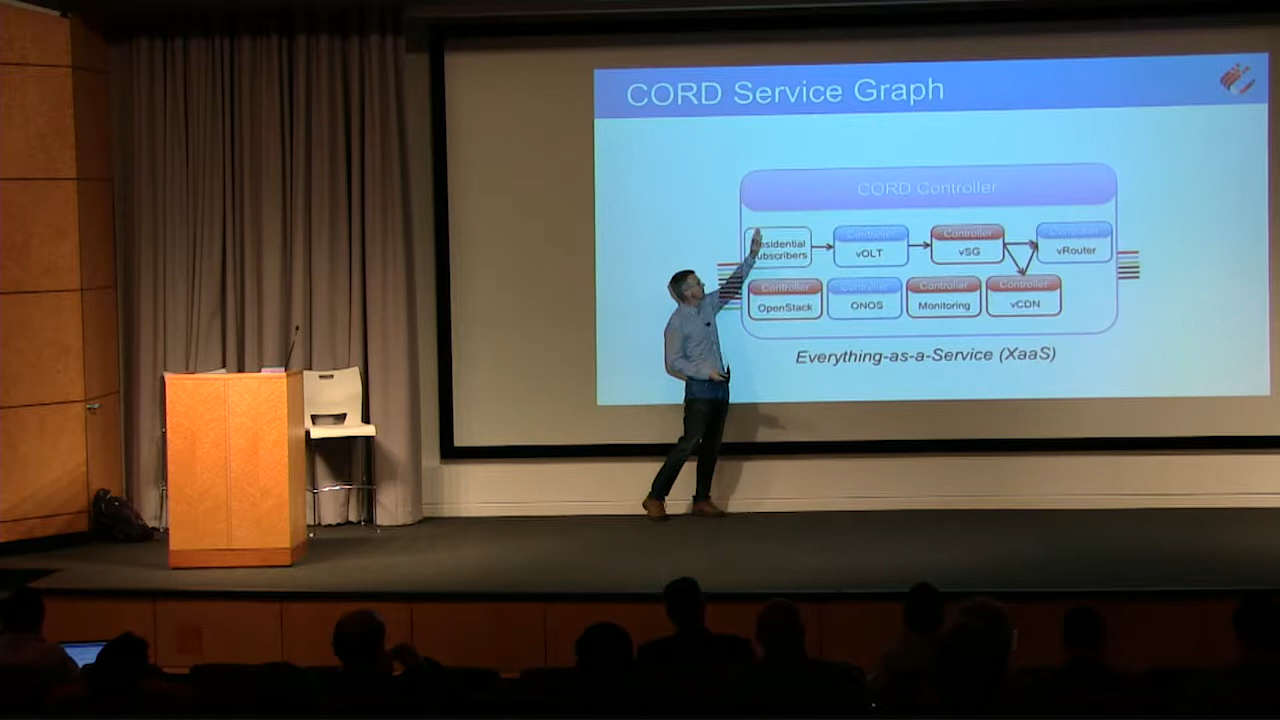 CORD Service Graph
CORD Controller
Residential
Subscribers
Controller
vOLT
Controller
vSG
Controller
vRouter
Controller
OpenStack
Controller
ONOS
Controller
Monitoring
Controller
vCDN
Everything-as-a-Service (XaaS)